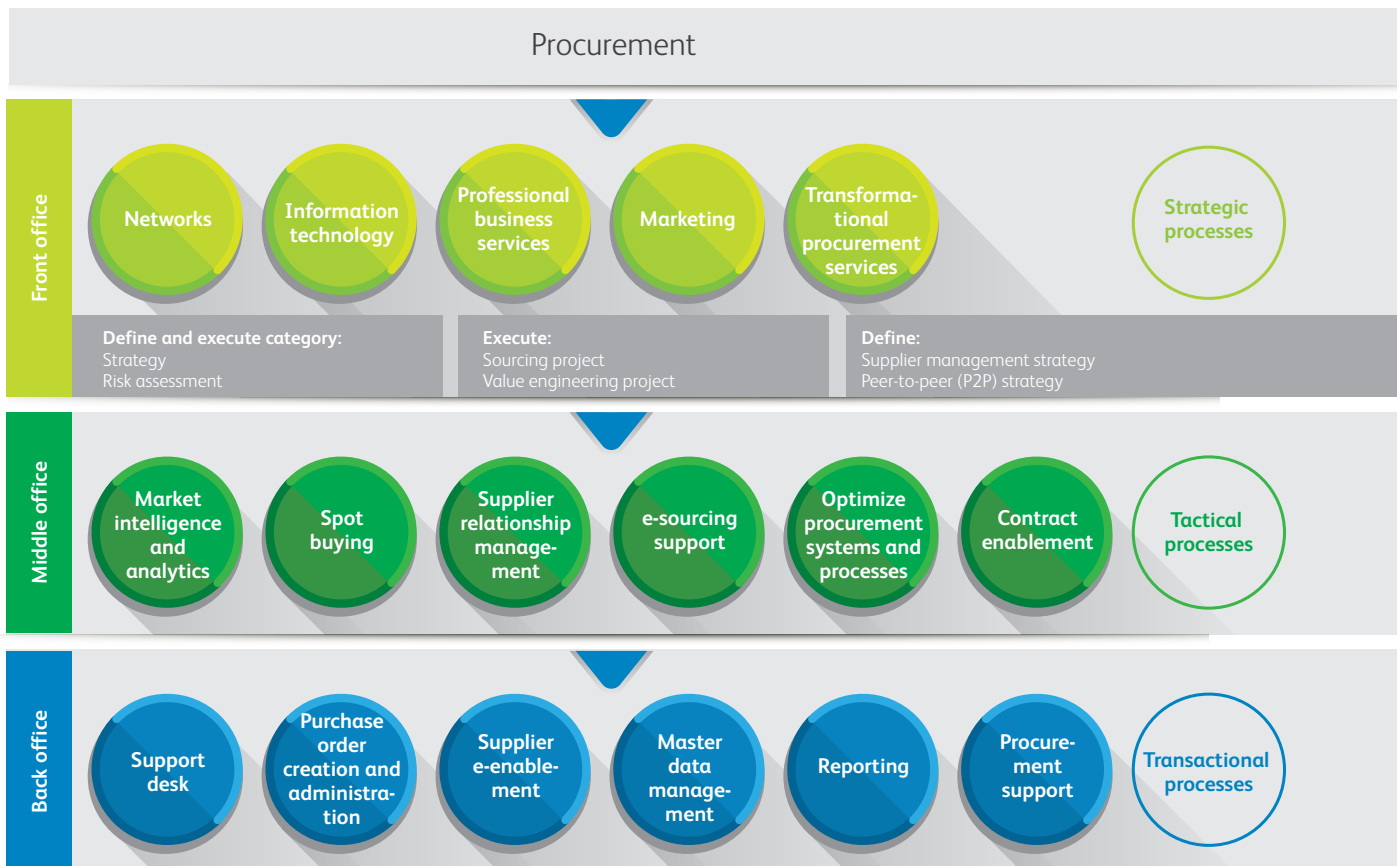 Procurement
Front office
Networks
Information
technology
Professional
business
services
Marketing
Transforma-
tional
procurement
services
Strategic
processes
Define and execute category:
Strategy
Risk assessment
Execute:
Sourcing project
Value engineering project
Define:
Supplier management strategy
Peer-to-peer (P2P) strategy
Middle office
Market
intelligence
and
analytics
Spot
buying
Supplier
relationship
manage-
ment
e-sourcing
support
Optimize
procurement
systems and
processes
Contract
enablement
Tactical
processes
Back office
Support
desk
Purchase
order
creation and
administra-
tion
Supplier
e-enable-
ment
Master
data
manage-
ment
Reporting
Procure-
ment
support
Transactional
processes